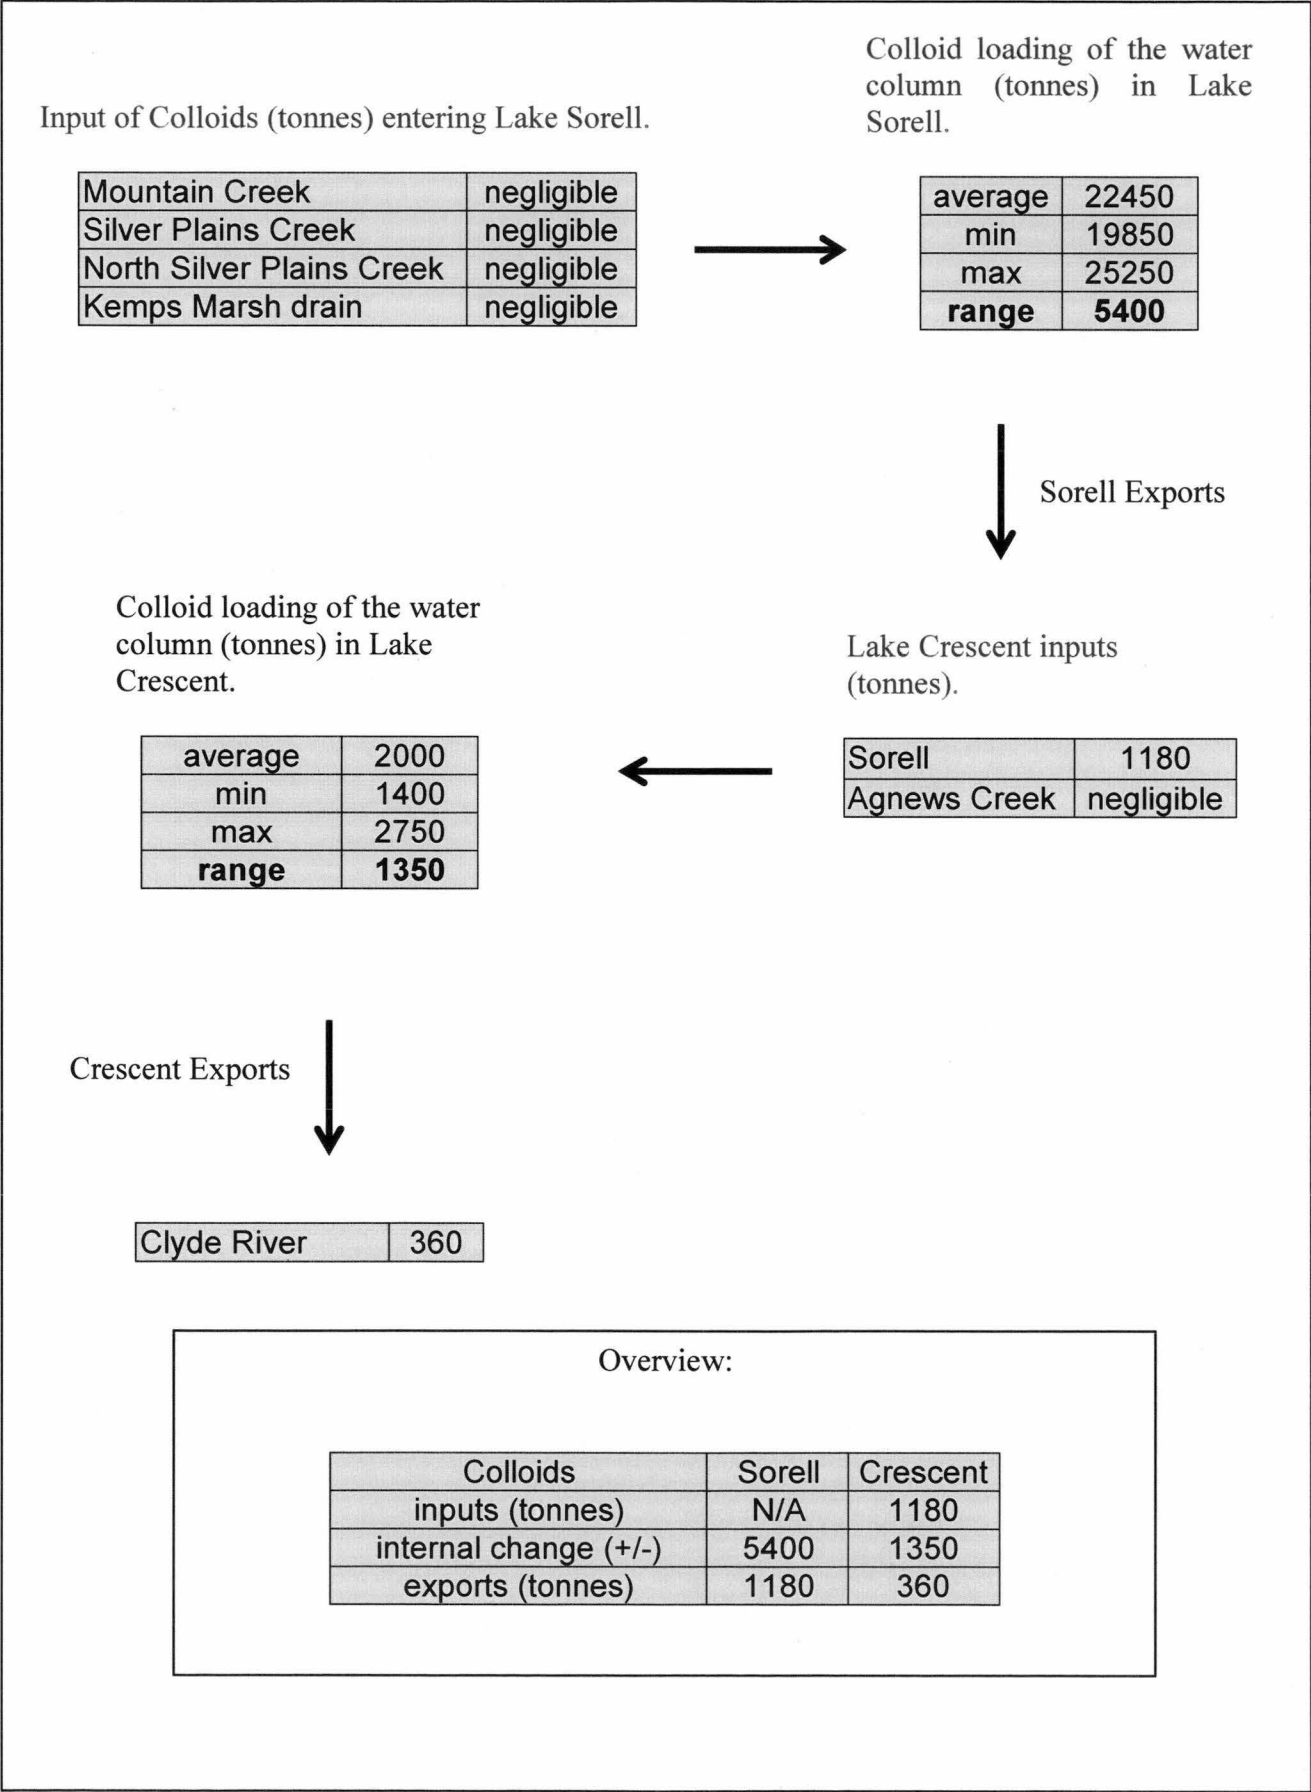 Input of Colloids (tonnes) entering Lake Sorell.
Mountain Creek negligible
Silver Plains Creek negligible
North Silver Plains Creek negligible
Kemps Marsh drain negligible
Colloid loading of the water
column (tonnes) in Lake
Sorell.
average 22450
min 19850
max 25250
range 5400
Sorell Exports
Lake Crescent inputs
(tonnes).
Sorell 1180
Agnews Creek negligible
Colloid loading of the water
column (tonnes) in Lake
Crescent.
average 2000
min 1400
max 2750
range 1350
Crescent Exports
Clyde River 360
Overview:
Colloids Sorell Crescent
inputs (tonnes) N/A 1180
internal change (+/-) 5400 1350
exports (tonnes) 1180 360